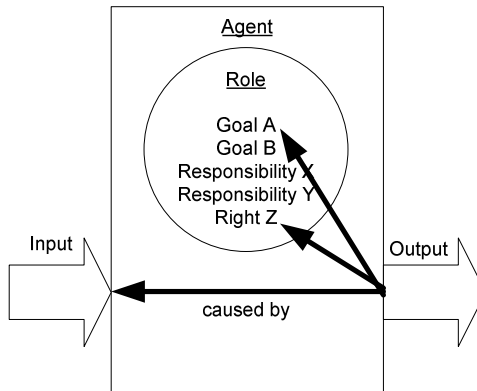 Agent
Role
Goal A
Goal B
Responsibility X
Responsibility Y
Right Z
Input
Output
caused by